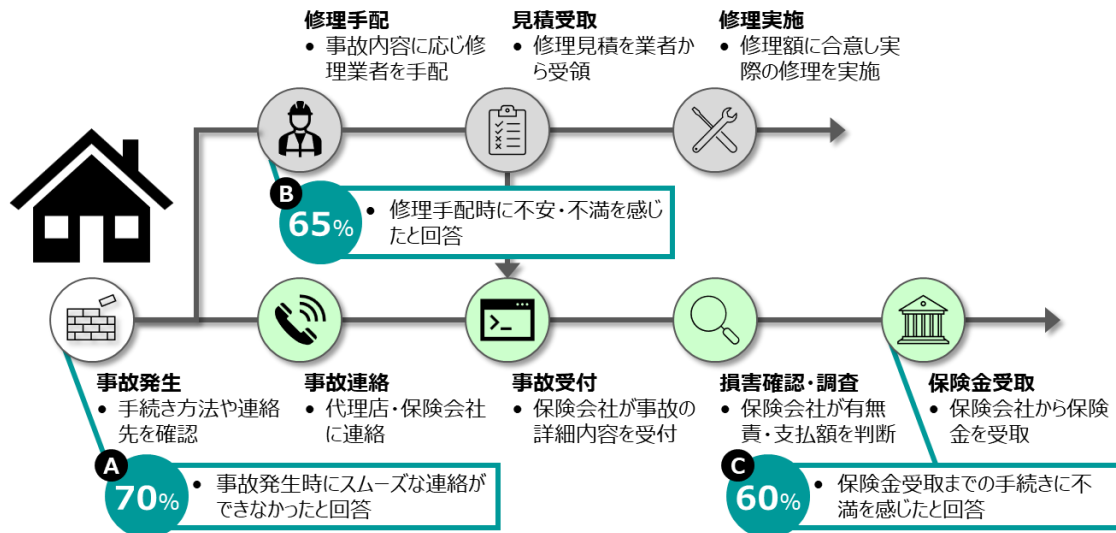 修理手配
• 事故内容に応じ修
理業者を手配
見積受取
• 修理見積を業者か
ら受領
修理実施
• 修理額に合意し実
際の修理を実施
B
65%
• 修理手配時に不安・不満を感じ
たと回答
事故発生
• 手続き方法や連絡
先を確認
事故連絡
• 代理店・保険会社
に連絡
事故受付
• 保険会社が事故の
詳細内容を受付
損害確認・調査
• 保険会社が有無
責・支払額を判断
保険金受取
• 保険会社から保険
金を受取
A
70%
• 事故発生時にスムーズな連絡が
できなかったと回答
C
60%
• 保険金受取までの手続きに不
満を感じたと回答